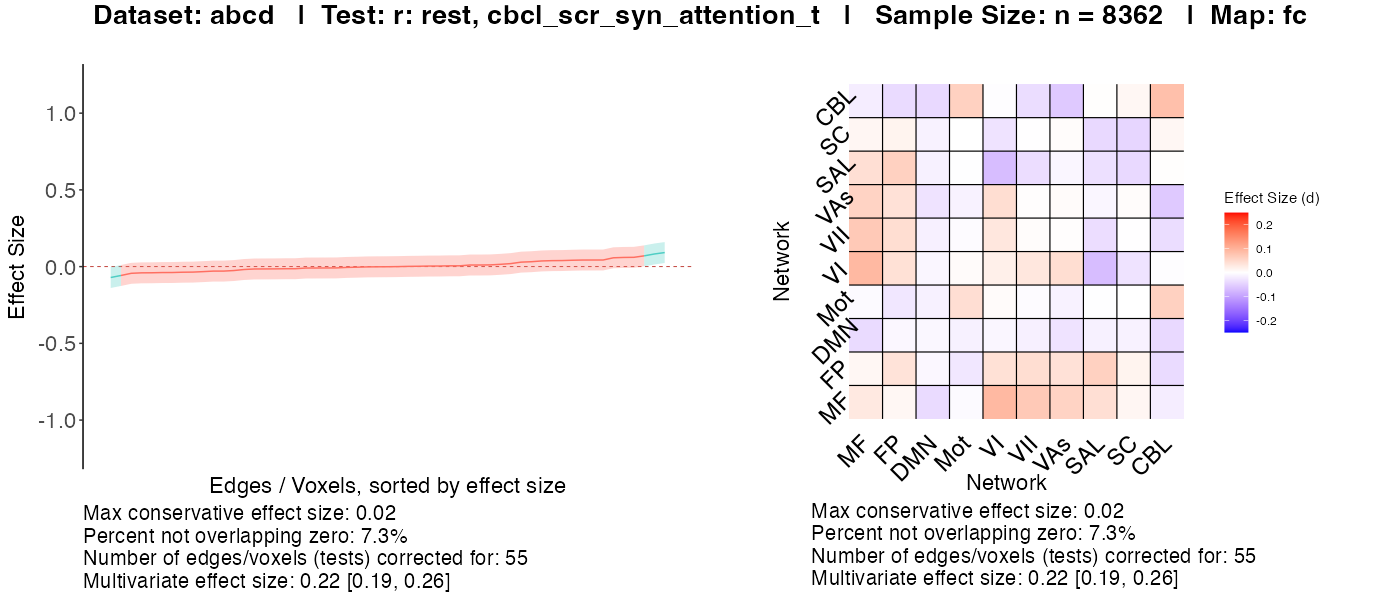 Dataset: abcd | Test: r: rest, cbcl_scr_syn_attention_t | Sample Size: n = 8362 | Map: fc
Effect Size
1.0
0.5
0.0
-0.5
-1.0
Edges / Voxels, sorted by effect size
Max conservative effect size: 0.02
Percent not overlapping zero: 7.3%
Number of edges/voxels (tests) corrected for: 55
Multivariate effect size: 0.22 [0.19, 0.26]
Network
CBL
SC
SAL
VAs
VII
VI
Mot
DMN
FP
MF
MF FP DMN Mot VI VII VAs SAL SC CBL
Network
Effect Size (d)
0.2
0.1
0.0
-0.1
-0.2
Max conservative effect size: 0.02
Percent not overlapping zero: 7.3%
Number of edges/voxels (tests) corrected for: 55
Multivariate effect size: 0.22 [0.19, 0.26]